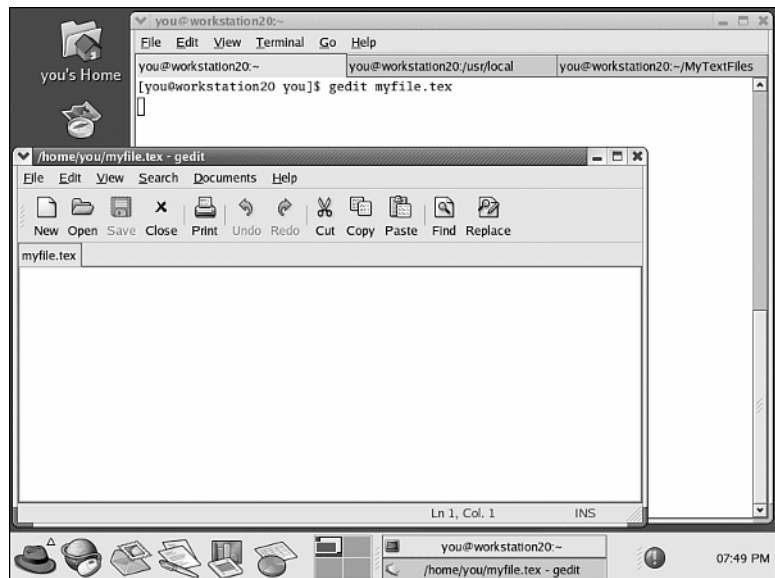 you@workstation20:~
File Edit View Terminal Go Help
you's Home
you@workstation20:~ you@workstation20:/usr/local you@workstation20:~/MyTextFiles
[you@workstation20 you]$ gedit myfile.tex
/home/you/myfile.tex - gedit
File Edit View Search Documents Help
New Open Save Close Print Undo Redo Cut Copy Paste Find Replace
myfile.tex
Ln 1, Col. 1 INS
you@workstation20:~
/home/you/myfile.tex - gedit
07:49 PM